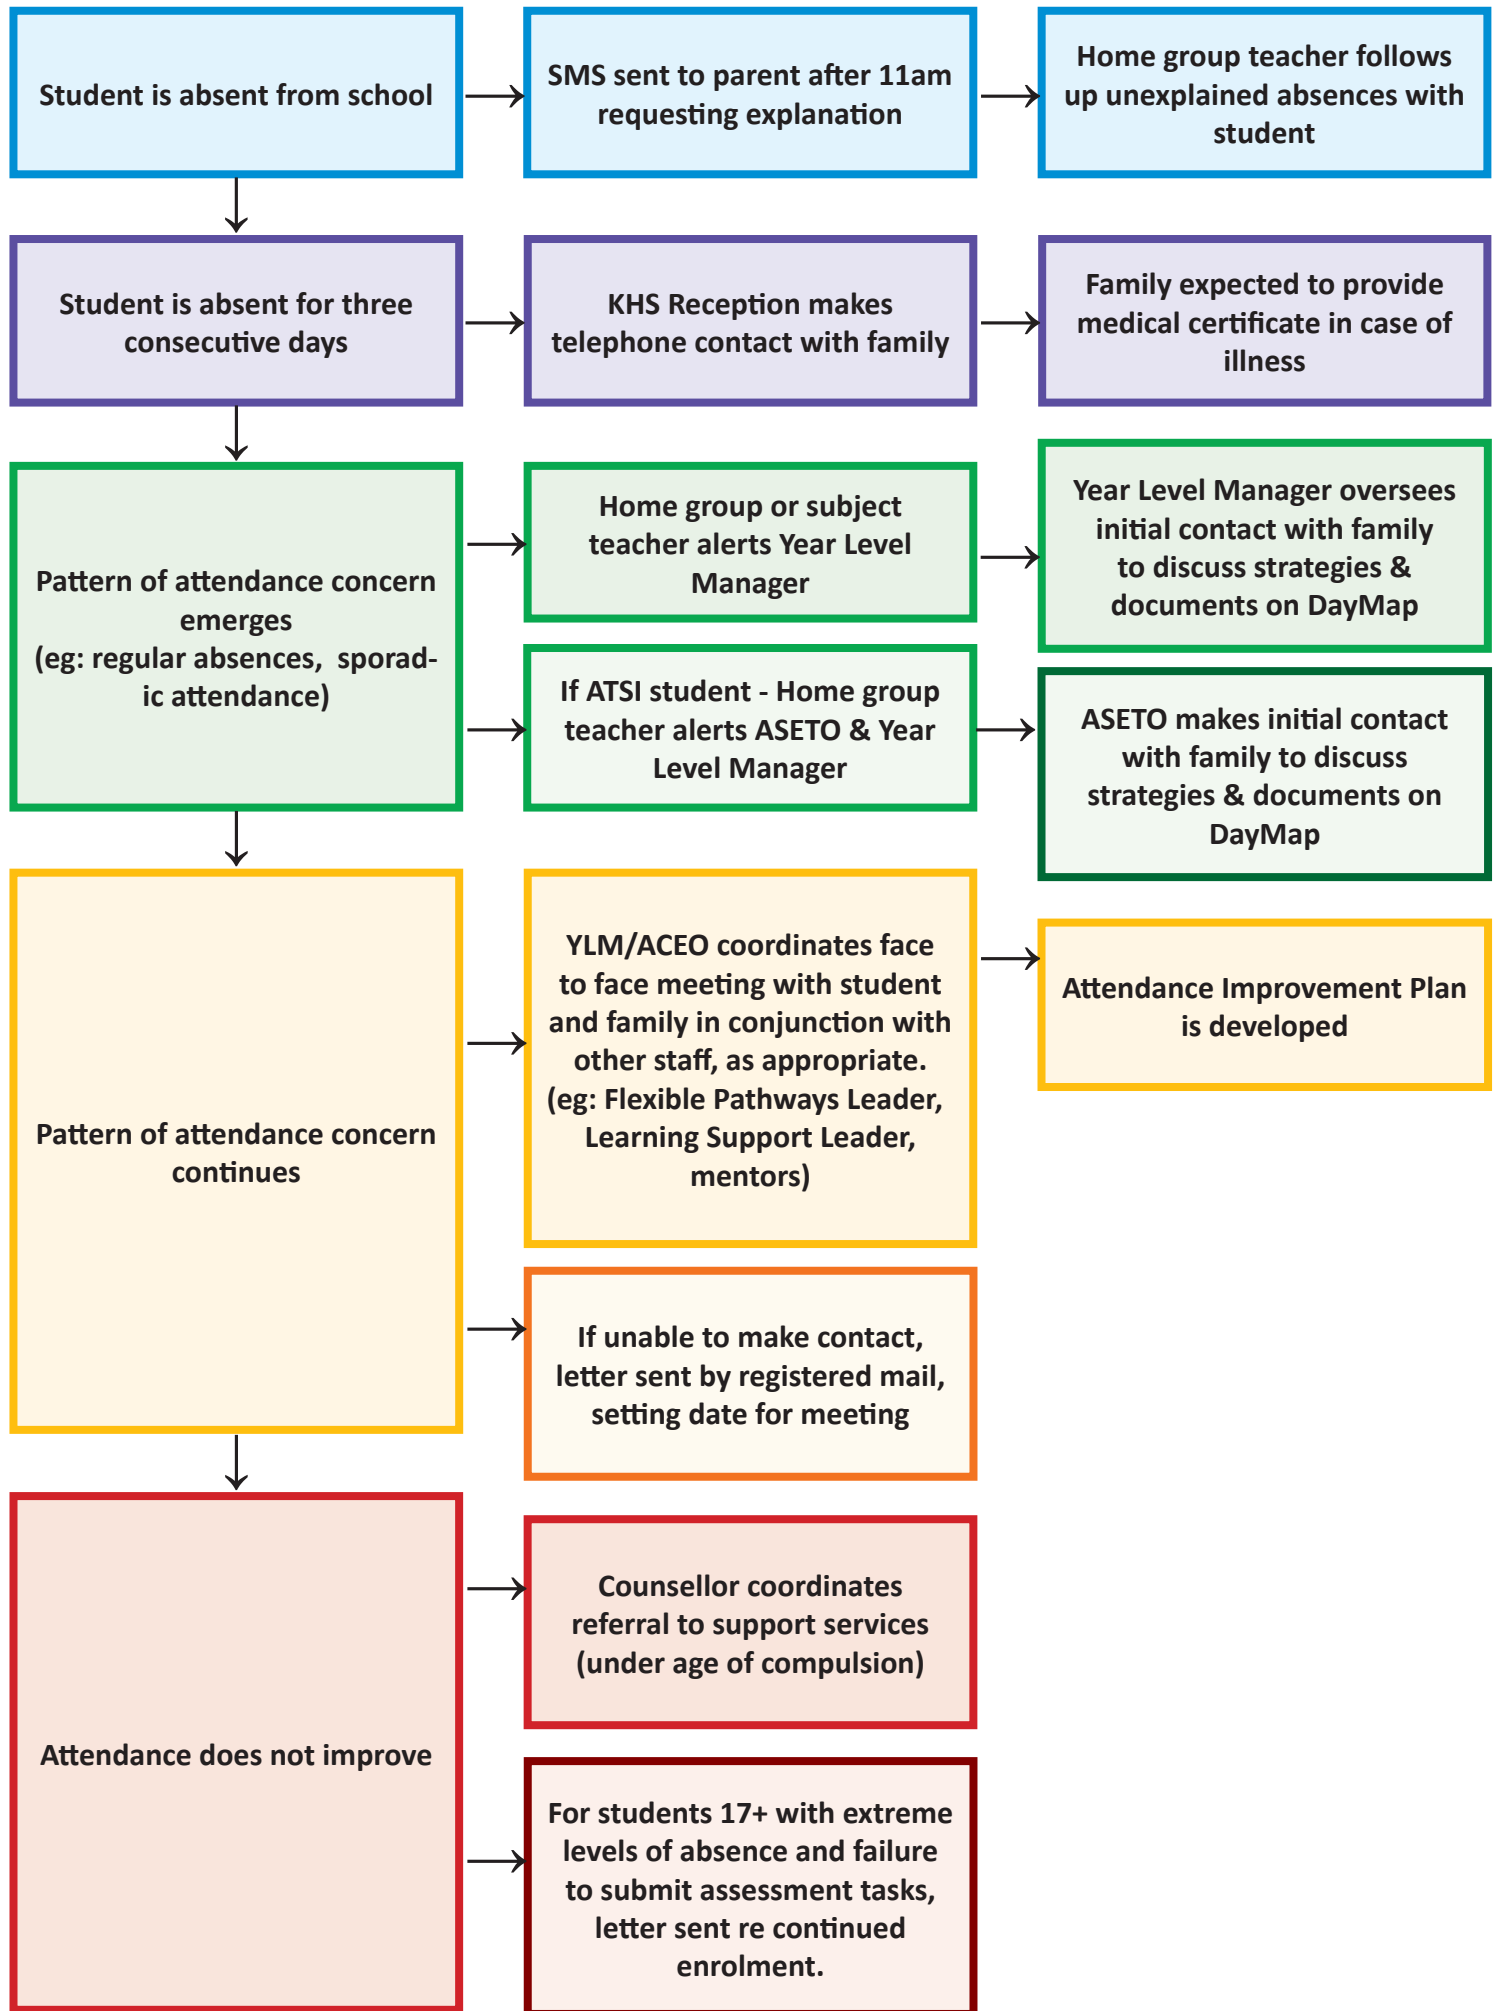 Student is absent from school
SMS sent to parent after 11am
requesting explanation
Home group teacher follows
up unexplained absences with
student
Student is absent for three
consecutive days
KHS Reception makes
telephone contact with family
Family expected to provide
medical certificate in case of
illness
Pattern of attendance concern
emerges
(eg: regular absences,  sporad-
ic attendance)
Home group or subject
teacher alerts Year Level
Manager
Year Level Manager oversees
initial contact with family
to discuss strategies &
documents on DayMap
If ATSI student - Home group
teacher alerts ASETO & Year
Level Manager
ASETO makes initial contact
with family to discuss
strategies & documents on
DayMap
Pattern of attendance concern
continues
YLM/ACEO coordinates face
to face meeting with student
and family in conjunction with
other staff, as appropriate.
(eg: Flexible Pathways Leader,
Learning Support Leader,
mentors)
Attendance Improvement Plan
is developed
If unable to make contact,
letter sent by registered mail,
setting date for meeting
Attendance does not improve
Counsellor coordinates
referral to support services
(under age of compulsion)
For students 17+ with extreme
levels of absence and failure
to submit assessment tasks,
letter sent re continued
enrolment.